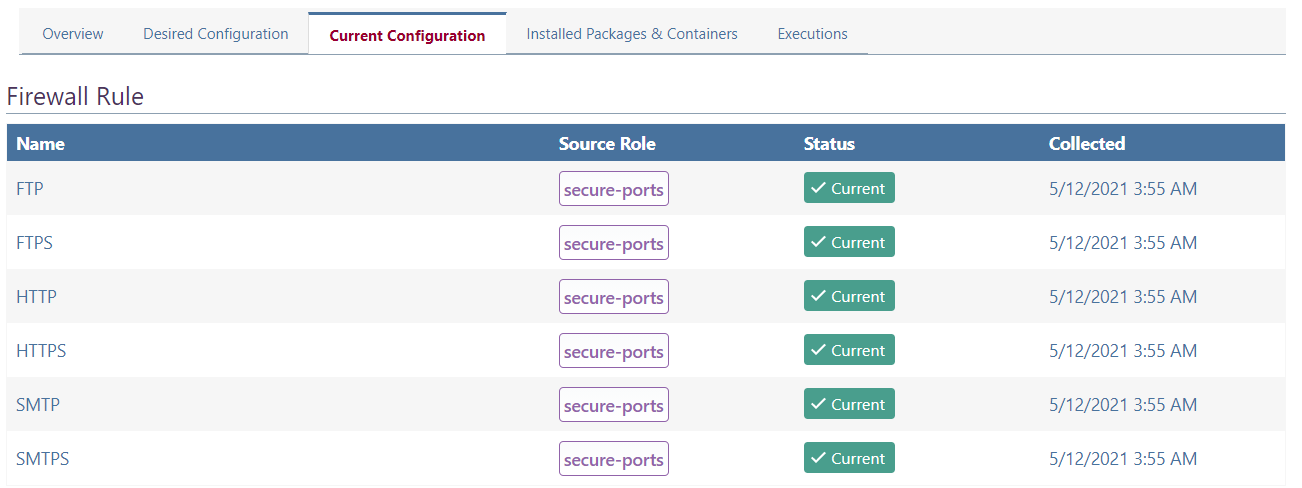 Overview Desired Configuration Current Configuration Installed Packages & Containers Executions
Firewall Rule
Name Source Role Status Collected
FTP secure-ports Current 5/12/2021 3:55 AM
FTPS secure-ports Current 5/12/2021 3:55 AM
HTTP secure-ports Current 5/12/2021 3:55 AM
HTTPS secure-ports Current 5/12/2021 3:55 AM
SMTP secure-ports Current 5/12/2021 3:55 AM
SMTPS secure-ports Current 5/12/2021 3:55 AM